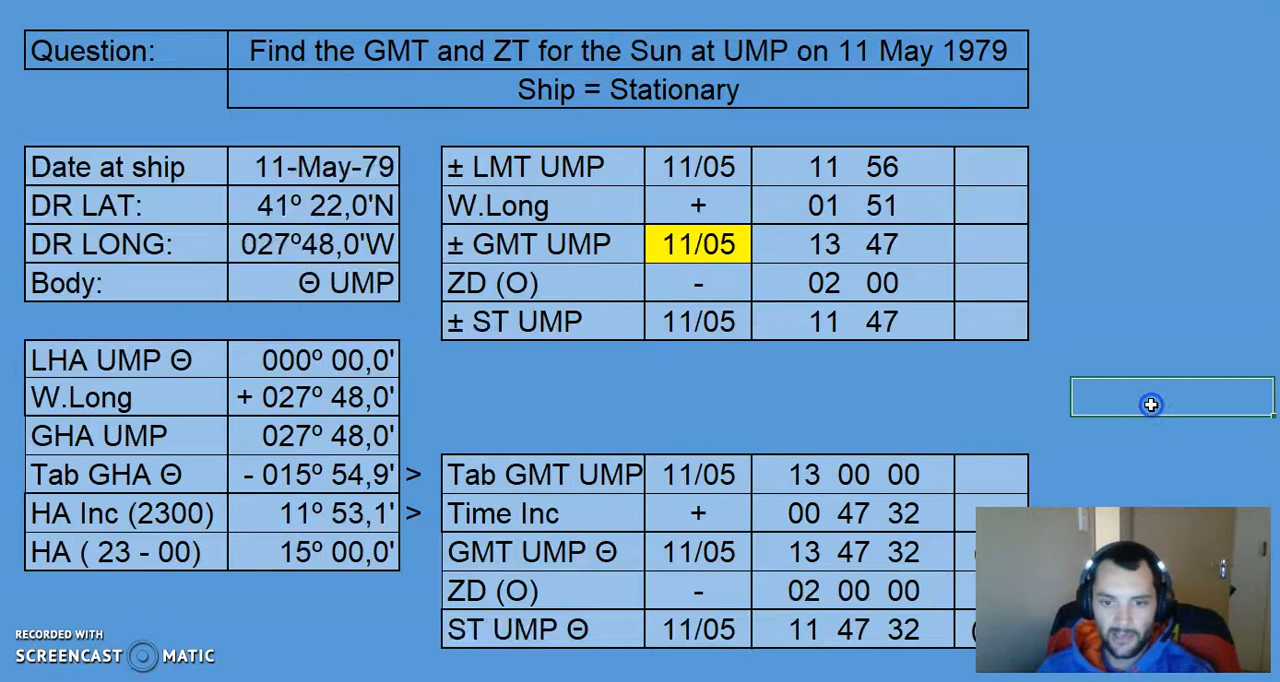 Question: Find the GMT and ZT for the Sun at UMP on 11 May 1979
Ship = Stationary
Date at ship 11-May-79
DR LAT: 41º 22,0'N
DR LONG: 027º48,0'W
Body: Θ UMP
± LMT UMP 11/05 11 56
W.Long + 01 51
± GMT UMP 11/05 13 47
ZD (O) - 02 00
± ST UMP 11/05 11 47
LHA UMP Θ 000º 00,0'
W.Long + 027º 48,0'
GHA UMP 027º 48,0'
Tab GHA Θ - 015º 54,9' >
HA Inc (2300) 11º 53,1' >
HA ( 23 - 00) 15º 00,0'
Tab GMT UMP 11/05 13 00 00
Time Inc + 00 47 32
GMT UMP Θ 11/05 13 47 32
ZD (O) - 02 00 00
ST UMP Θ 11/05 11 47 32
RECORDED WITH
SCREENCAST MATIC